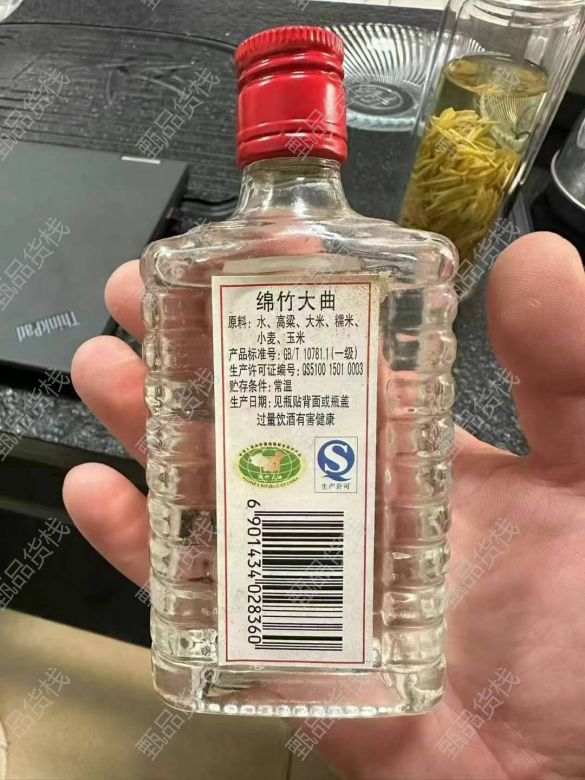 绵竹大曲
原料：水、高粱、大米、糯米、
小麦、玉米
产品标准号：GB/T 10781.1(一级)
生产许可证编号：QS5100 1501 0003
贮存条件：常温
生产日期：见瓶贴背面或瓶盖
过量饮酒有害健康
生产许可
6 901434 028360
ThinkPad
甄品货栈